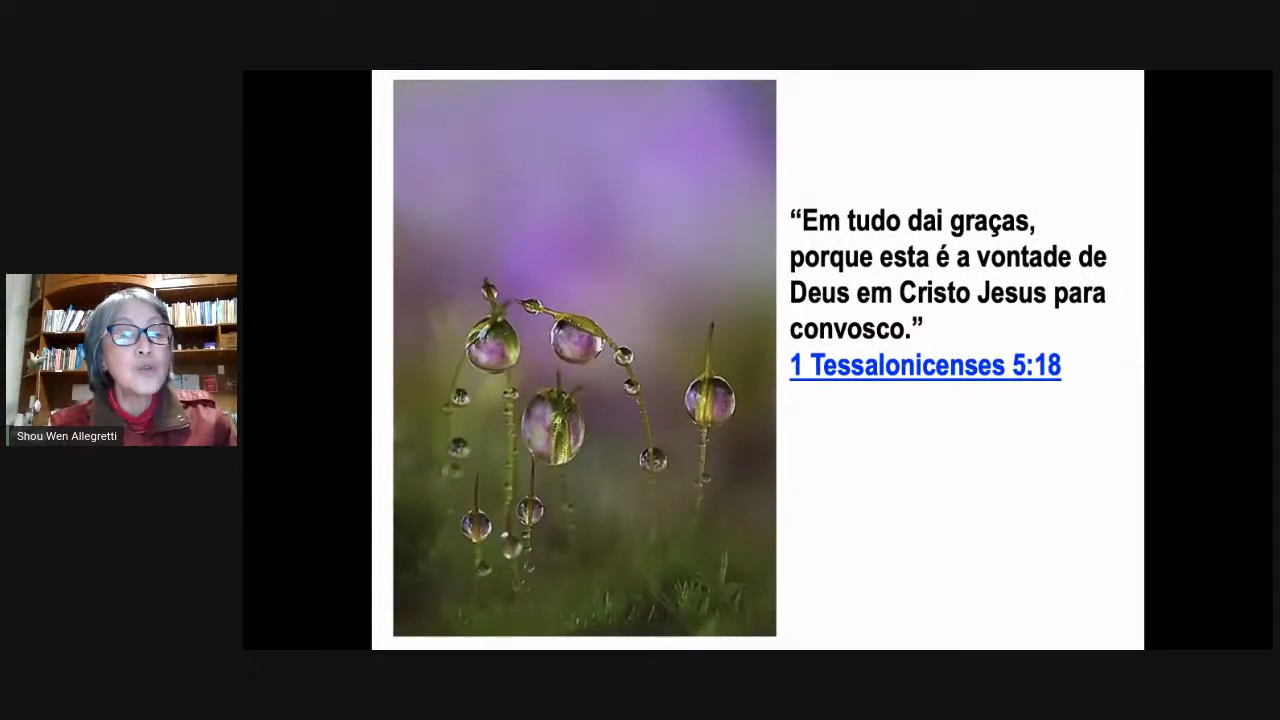 “Em tudo dai graças,
porque esta é a vontade de
Deus em Cristo Jesus para
convosco.”
1 Tessalonicenses 5:18
Shou Wen Allegretti